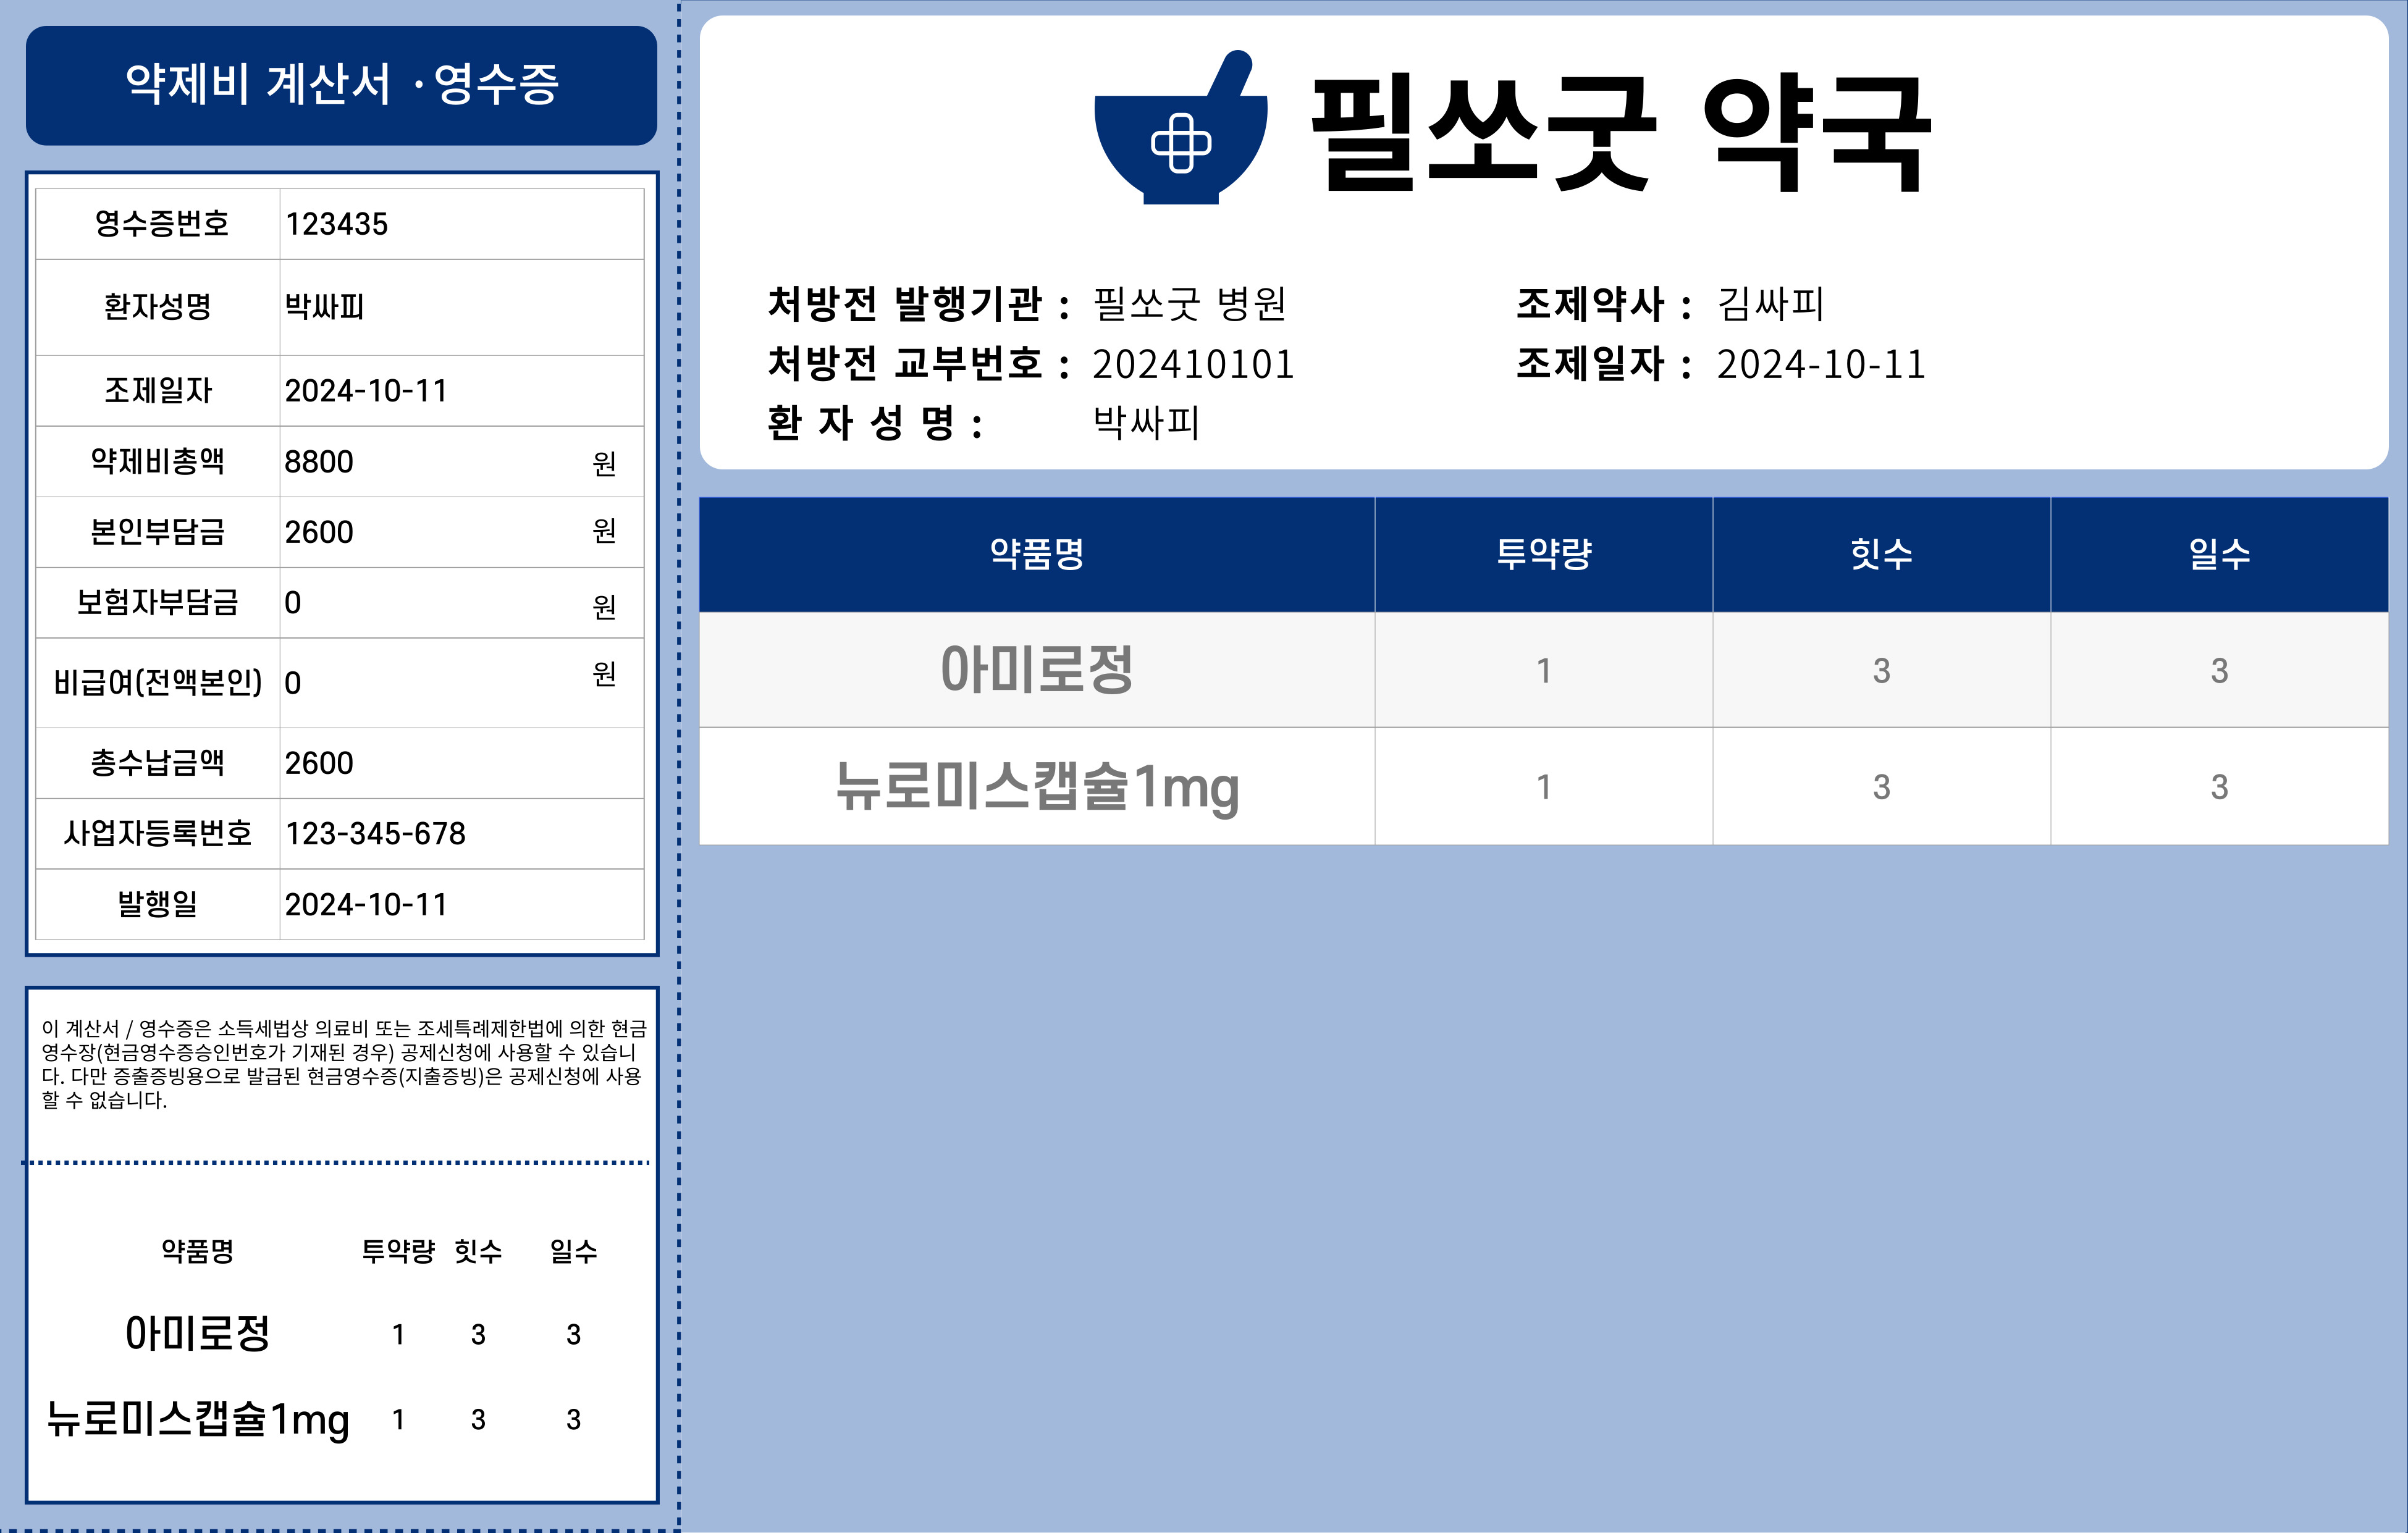 약제비 계산서 ·영수증
영수증번호 123435
환자성명 박싸피
조제일자 2024-10-11
약제비총액 8800 원
본인부담금 2600 원
보험자부담금 0 원
비급여(전액본인) 0 원
총수납금액 2600
사업자등록번호 123-345-678
발행일 2024-10-11
이 계산서 / 영수증은 소득세법상 의료비 또는 조세특례제한법에 의한 현금
영수장(현금영수증승인번호가 기재된 경우) 공제신청에 사용할 수 있습니
다. 다만 증출증빙용으로 발급된 현금영수증(지출증빙)은 공제신청에 사용
할 수 없습니다.
약품명 투약량 횟수 일수
아미로정 1 3 3
뉴로미스캡슐1mg 1 3 3
필쏘굿 약국
처방전 발행기관 : 필쏘굿 병원 조제약사 : 김싸피
처방전 교부번호 : 202410101 조제일자 : 2024-10-11
환 자 성 명 : 박싸피
약품명 투약량 힛수 일수
아미로정 1 3 3
뉴로미스캡슐1mg 1 3 3